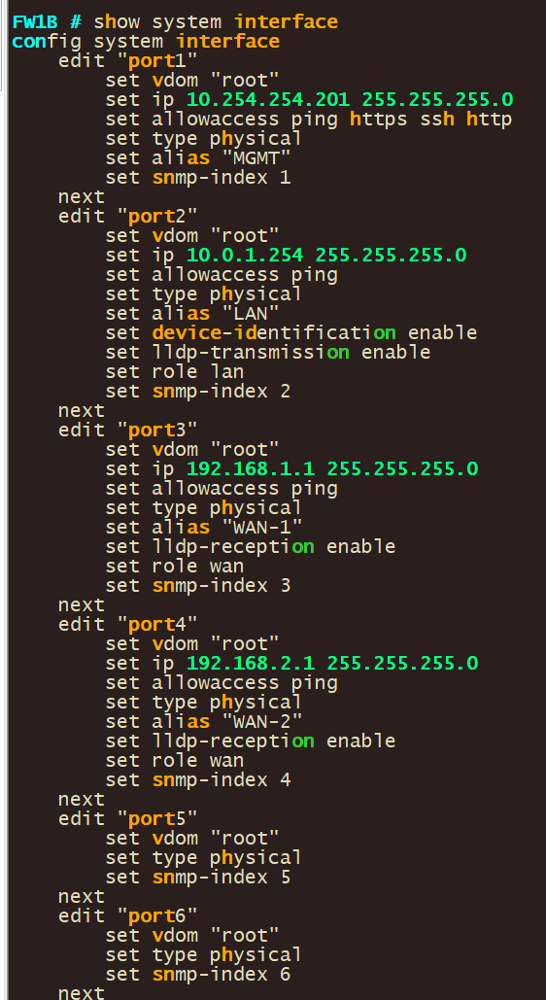 FW1B # show system interface
config system interface
    edit "port1"
        set vdom "root"
        set ip 10.254.254.201 255.255.255.0
        set allowaccess ping https ssh http
        set type physical
        set alias "MGMT"
        set snmp-index 1
    next
    edit "port2"
        set vdom "root"
        set ip 10.0.1.254 255.255.255.0
        set allowaccess ping
        set type physical
        set alias "LAN"
        set device-identification enable
        set lldp-transmission enable
        set role lan
        set snmp-index 2
    next
    edit "port3"
        set vdom "root"
        set ip 192.168.1.1 255.255.255.0
        set allowaccess ping
        set type physical
        set alias "WAN-1"
        set lldp-reception enable
        set role wan
        set snmp-index 3
    next
    edit "port4"
        set vdom "root"
        set ip 192.168.2.1 255.255.255.0
        set allowaccess ping
        set type physical
        set alias "WAN-2"
        set lldp-reception enable
        set role wan
        set snmp-index 4
    next
    edit "port5"
        set vdom "root"
        set type physical
        set snmp-index 5
    next
    edit "port6"
        set vdom "root"
        set type physical
        set snmp-index 6
    next